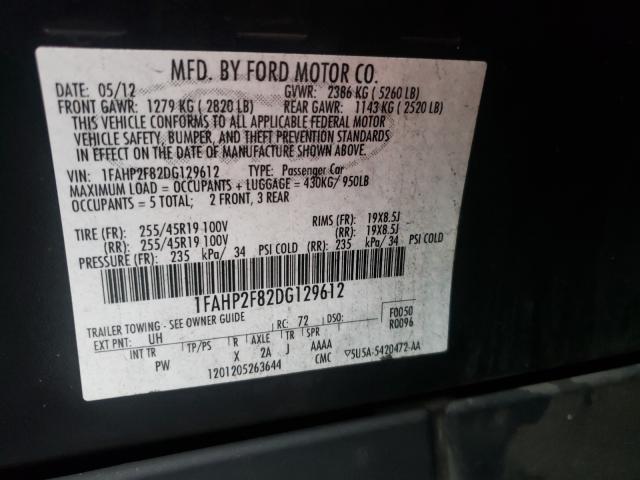 MFD. BY FORD MOTOR CO.
DATE: 05/12 GVWR: 2386 KG ( 5260 LB)
FRONT GAWR: 1279 KG ( 2820 LB) REAR GAWR: 1143 KG ( 2520 LB)
THIS VEHICLE CONFORMS TO ALL APPLICABLE FEDERAL MOTOR
VEHICLE SAFETY, BUMPER, AND THEFT PREVENTION STANDARDS
IN EFFECT ON THE DATE OF MANUFACTURE SHOWN ABOVE.
VIN: 1FAHP2F82DG129612 TYPE: Passenger Car
MAXIMUM LOAD = OCCUPANTS + LUGGAGE = 430KG/ 950LB
OCCUPANTS = 5 TOTAL; 2 FRONT, 3 REAR
TIRE (FR): 255/45R19 100V RIMS (FR): 19X8.5J
(RR): 255/45R19 100V (RR): 19X8.5J
PRESSURE (FR): 235 kPa/ 34 PSI COLD (RR): 235 kPa/ 34 PSI COLD
1FAHP2F82DG129612
TRAILER TOWING - SEE OWNER GUIDE F0050
EXT PNT: UH RC: 72 DSO: R0096
INT TR TP/PS R AXLE TR SPR
PW X 2A J AAAA
1201205263644 CMC ▽5U5A-5420472-AA